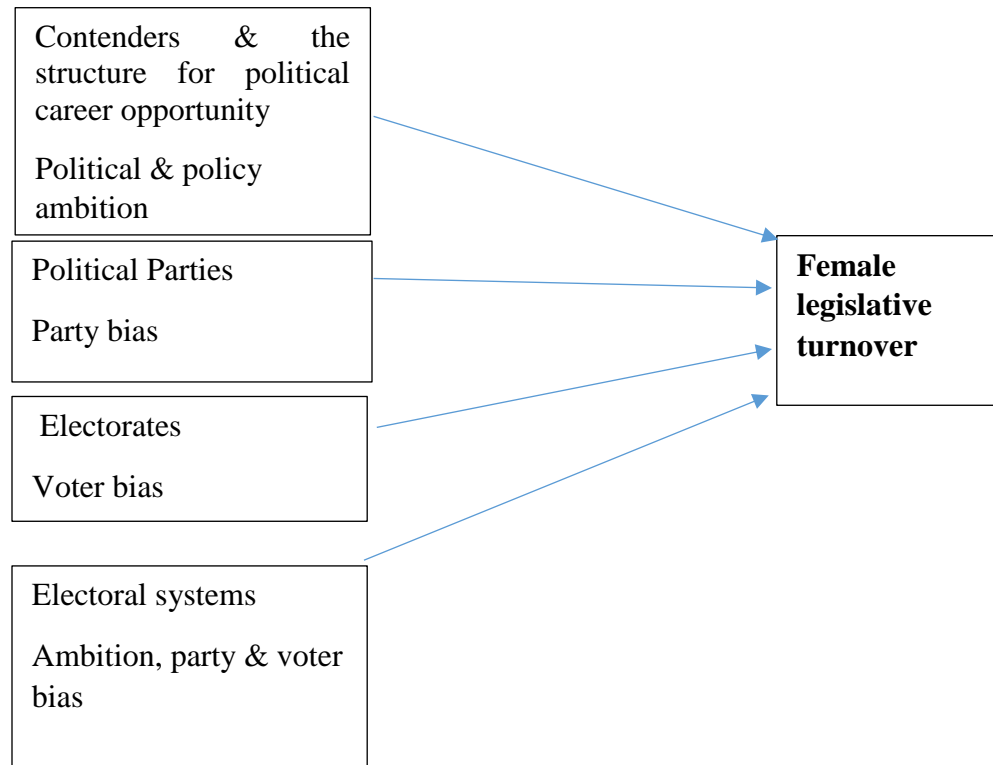 Contenders & the
structure for political
career opportunity
Political & policy
ambition
Political Parties
Party bias
Electorates
Voter bias
Electoral systems
Ambition, party & voter
bias
Female
legislative
turnover